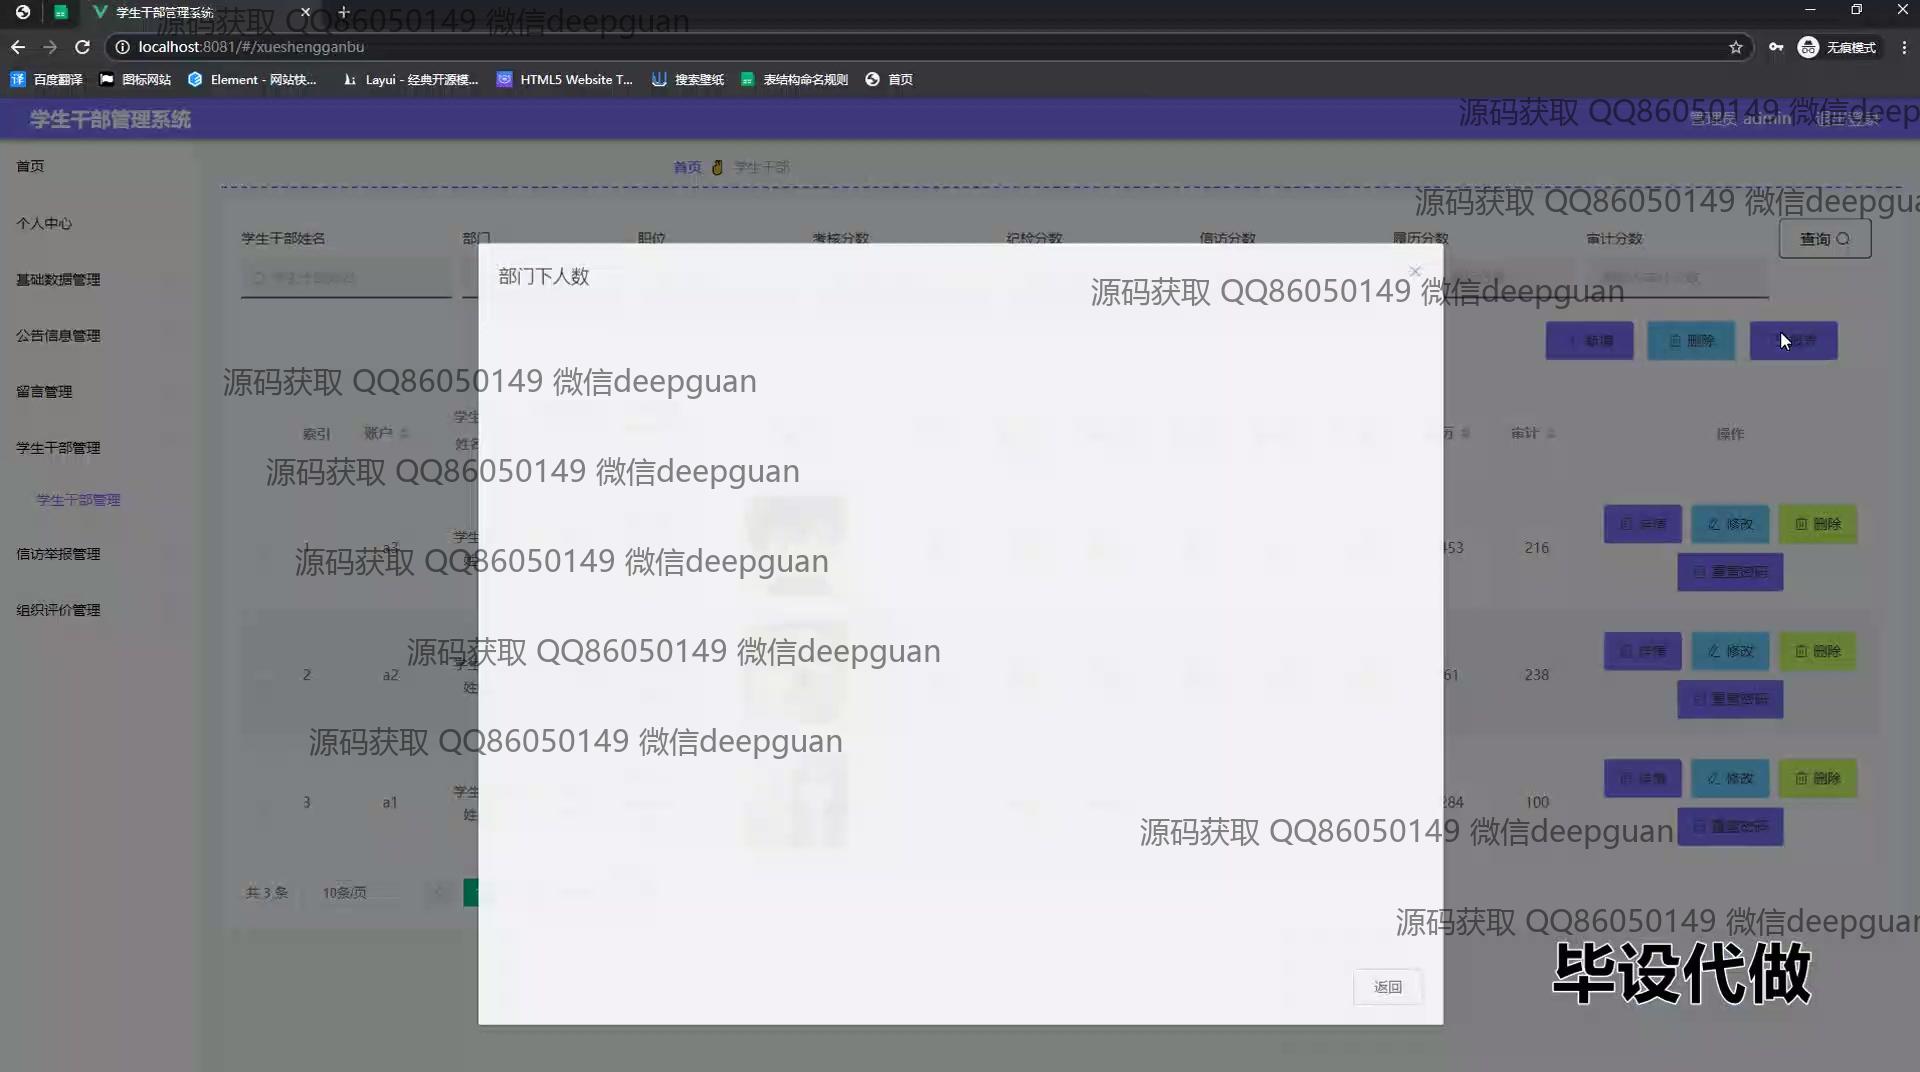 学生干部管理系统
源码获取 QQ86050149 微信deepguan
localhost:8081/#/xueshengganbu
无痕模式
百度翻译
图标网站
Element - 网站快...
Layui - 经典开源模...
HTML5 Website T...
搜索壁纸
表结构命名规则
首页
学生干部管理系统
源码获取 QQ86050149 微信deep
管理员 admin
退出登录
首页
首页
学生干部
源码获取 QQ86050149 微信deepgua
个人中心
学生干部姓名
部门
职位
考核分数
纪检分数
信访分数
履历分数
审计分数
查询
基础数据管理
部门下人数
源码获取 QQ86050149 微信deepguan
公告信息管理
新增
删除
报表
源码获取 QQ86050149 微信deepguan
留言管理
索引
账户
学生
姓名
历
审计
操作
学生干部管理
源码获取 QQ86050149 微信deepguan
学生干部管理
1
a3
学生
姓
453
216
详情
修改
删除
重置密码
信访举报管理
源码获取 QQ86050149 微信deepguan
组织评价管理
源码获取 QQ86050149 微信deepguan
2
a2
学生
姓
61
238
详情
修改
删除
重置密码
源码获取 QQ86050149 微信deepguan
3
a1
学生
姓
284
100
详情
修改
删除
重置密码
源码获取 QQ86050149 微信deepguan
共 3 条
10条/页
源码获取 QQ86050149 微信deepguan
毕设代做
返回